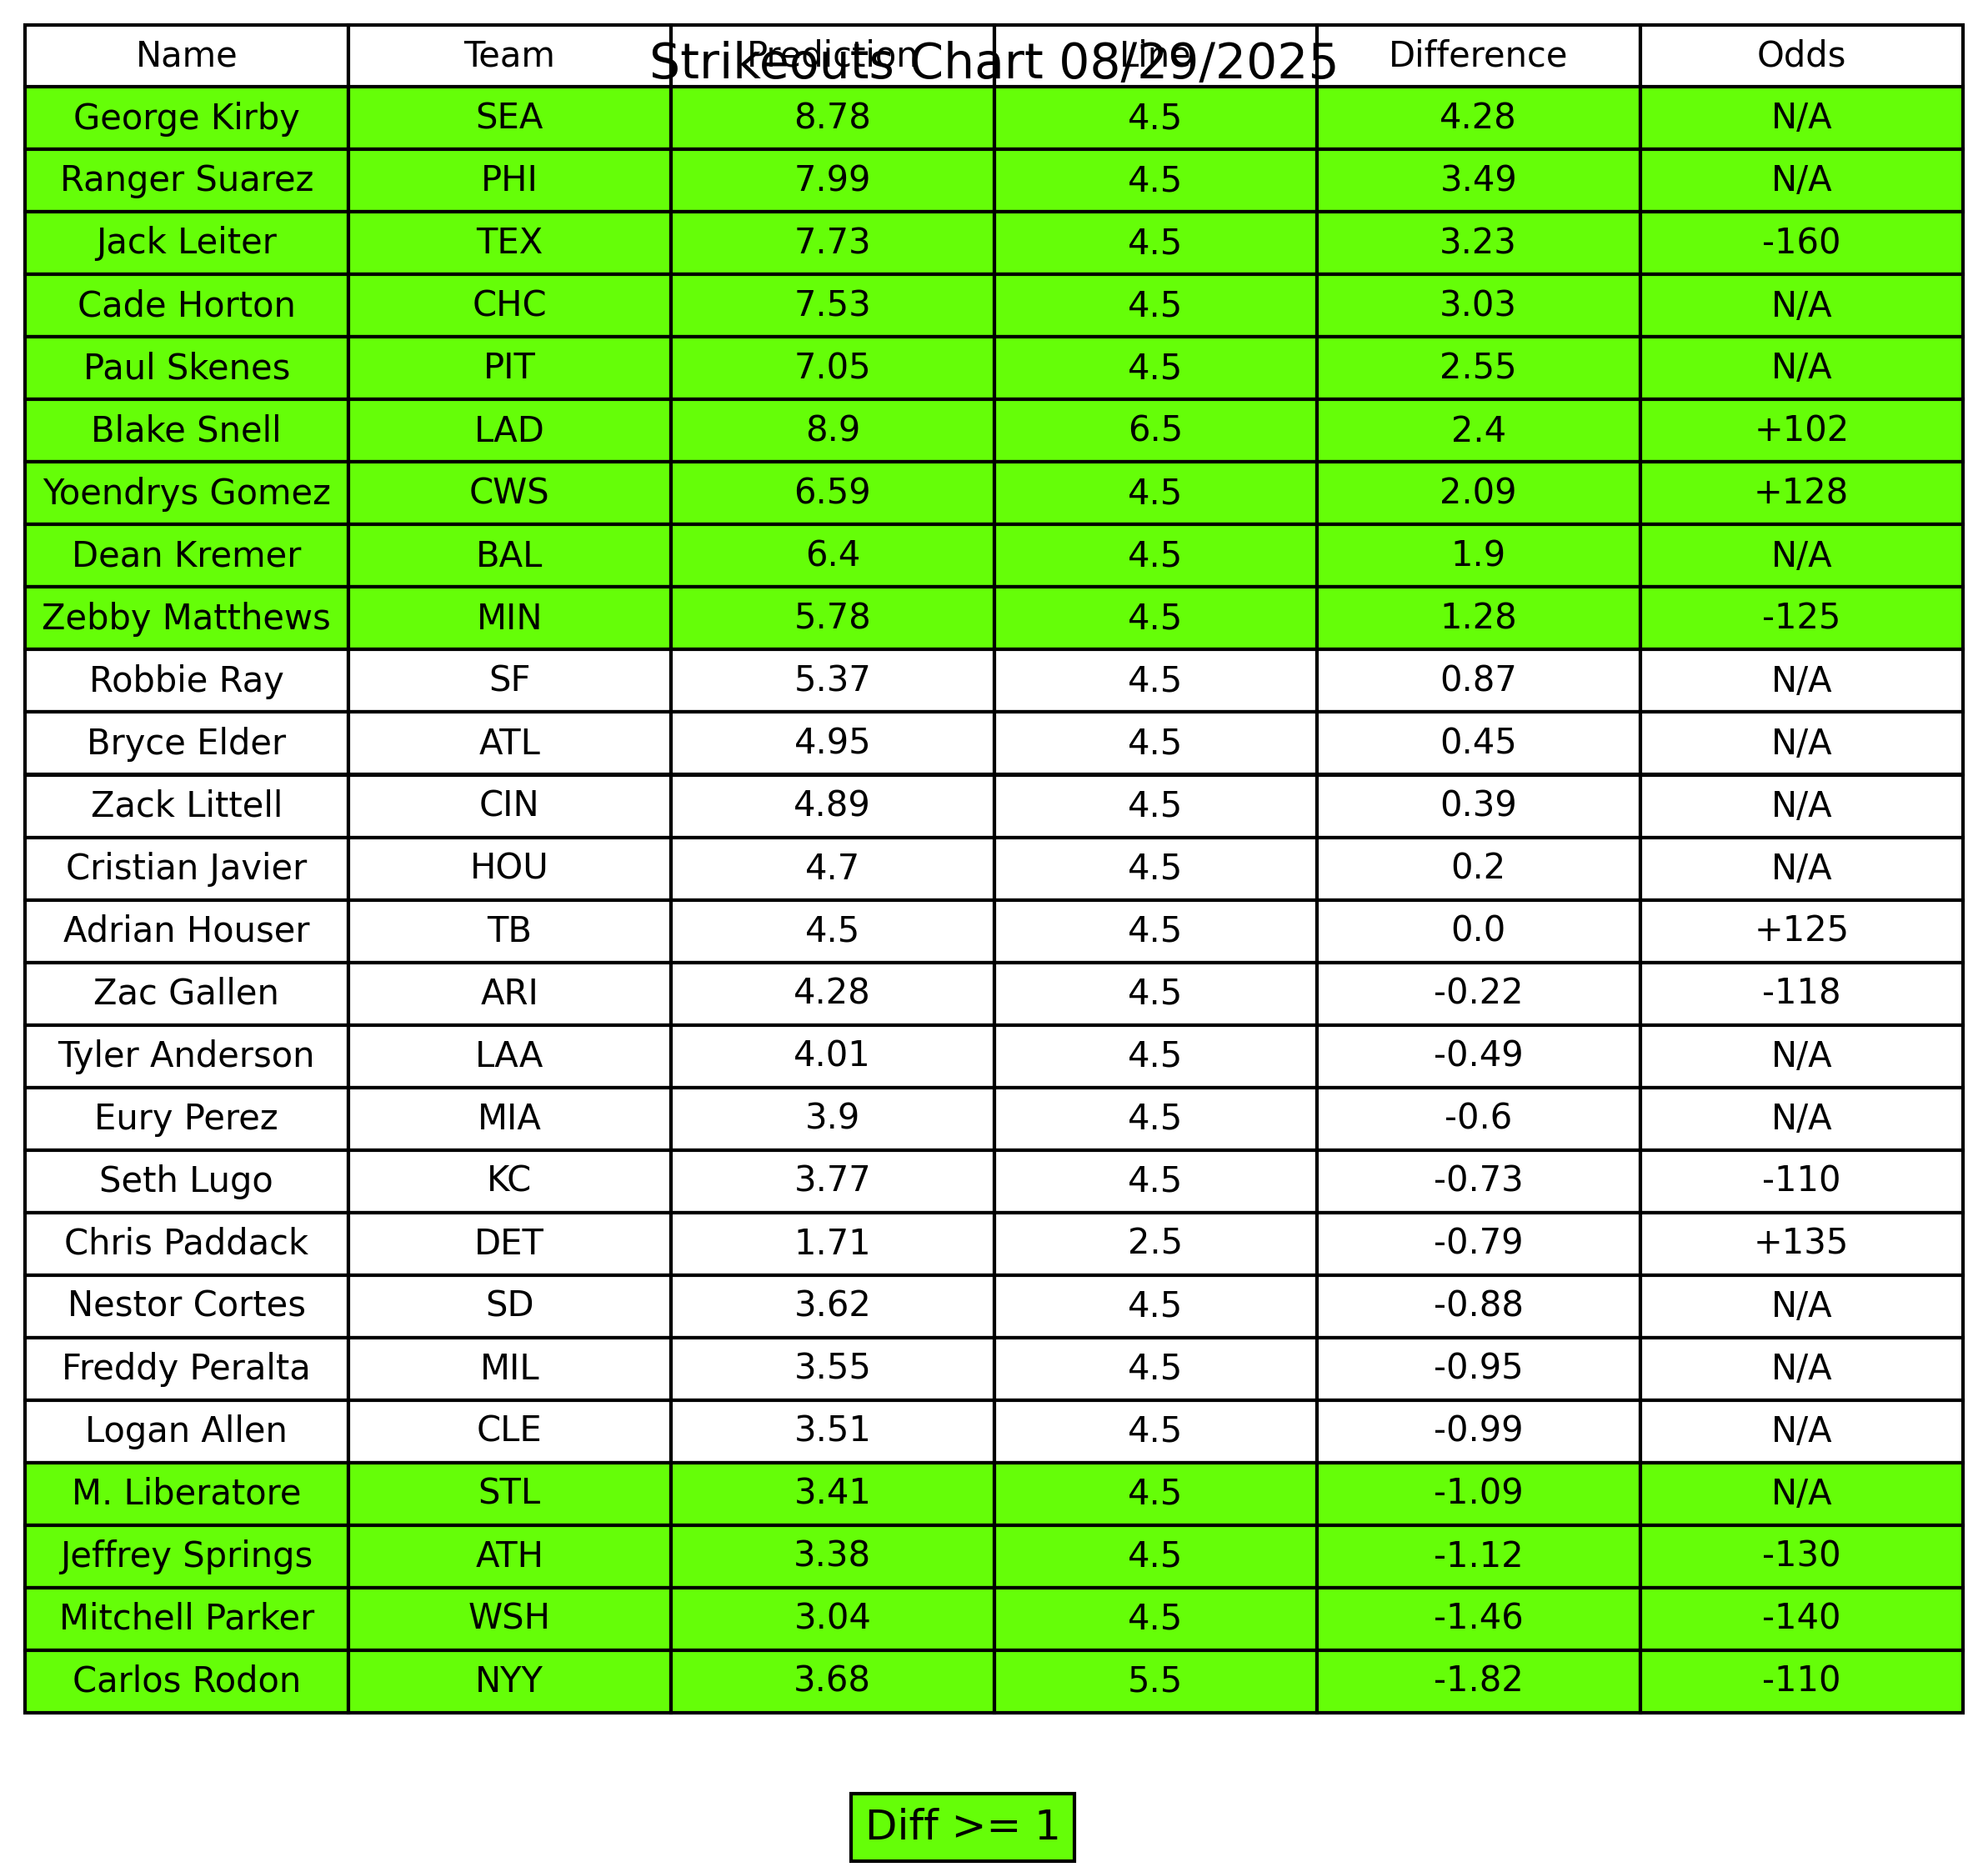 Strikeouts Chart 08/29/2025
Name Team Prediction Line Difference Odds
George Kirby SEA 8.78 4.5 4.28 N/A
Ranger Suarez PHI 7.99 4.5 3.49 N/A
Jack Leiter TEX 7.73 4.5 3.23 -160
Cade Horton CHC 7.53 4.5 3.03 N/A
Paul Skenes PIT 7.05 4.5 2.55 N/A
Blake Snell LAD 8.9 6.5 2.4 +102
Yoendrys Gomez CWS 6.59 4.5 2.09 +128
Dean Kremer BAL 6.4 4.5 1.9 N/A
Zebby Matthews MIN 5.78 4.5 1.28 -125
Robbie Ray SF 5.37 4.5 0.87 N/A
Bryce Elder ATL 4.95 4.5 0.45 N/A
Zack Littell CIN 4.89 4.5 0.39 N/A
Cristian Javier HOU 4.7 4.5 0.2 N/A
Adrian Houser TB 4.5 4.5 0.0 +125
Zac Gallen ARI 4.28 4.5 -0.22 -118
Tyler Anderson LAA 4.01 4.5 -0.49 N/A
Eury Perez MIA 3.9 4.5 -0.6 N/A
Seth Lugo KC 3.77 4.5 -0.73 -110
Chris Paddack DET 1.71 2.5 -0.79 +135
Nestor Cortes SD 3.62 4.5 -0.88 N/A
Freddy Peralta MIL 3.55 4.5 -0.95 N/A
Logan Allen CLE 3.51 4.5 -0.99 N/A
M. Liberatore STL 3.41 4.5 -1.09 N/A
Jeffrey Springs ATH 3.38 4.5 -1.12 -130
Mitchell Parker WSH 3.04 4.5 -1.46 -140
Carlos Rodon NYY 3.68 5.5 -1.82 -110
Diff >= 1